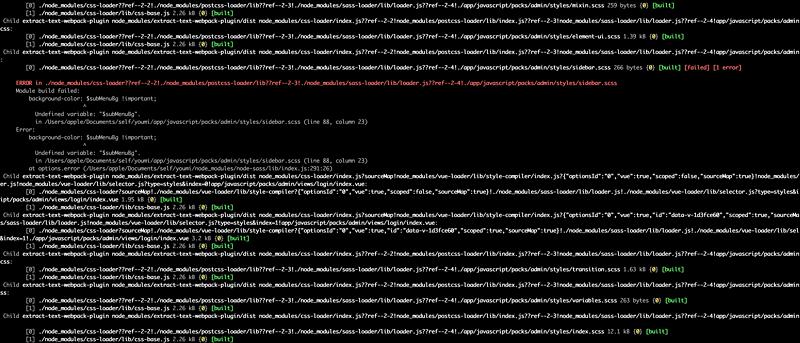 [0] ./node_modules/css-loader??ref--2-2!./node_modules/postcss-loader/lib??ref--2-3!./node_modules/sass-loader/lib/loader.js??ref--2-4!./app/javascript/packs/admin/styles/mixin.scss 259 bytes {0} [built]
[1] ./node_modules/css-loader/lib/css-base.js 2.26 kB {0} [built]
Child extract-text-webpack-plugin node_modules/extract-text-webpack-plugin/dist node_modules/css-loader/index.js??ref--2-2!node_modules/postcss-loader/lib/index.js??ref--2-3!node_modules/sass-loader/lib/loader.js??ref--2-4!app/javascript/packs/admin/styles/element-ui.
css:
[0] ./node_modules/css-loader??ref--2-2!./node_modules/postcss-loader/lib??ref--2-3!./node_modules/sass-loader/lib/loader.js??ref--2-4!./app/javascript/packs/admin/styles/element-ui.scss 1.39 kB {0} [built]
[1] ./node_modules/css-loader/lib/css-base.js 2.26 kB {0} [built]
Child extract-text-webpack-plugin node_modules/extract-text-webpack-plugin/dist node_modules/css-loader/index.js??ref--2-2!node_modules/postcss-loader/lib/index.js??ref--2-3!node_modules/sass-loader/lib/loader.js??ref--2-4!app/javascript/packs/admin/
:
[0] ./node_modules/css-loader??ref--2-2!./node_modules/postcss-loader/lib??ref--2-3!./node_modules/sass-loader/lib/loader.js??ref--2-4!./app/javascript/packs/admin/styles/sidebar.scss 266 bytes {0} [built] [failed] [1 error]
ERROR in ./node_modules/css-loader??ref--2-2!./node_modules/postcss-loader/lib??ref--2-3!./node_modules/sass-loader/lib/loader.js??ref--2-4!./app/javascript/packs/admin/styles/sidebar.scss
Module build failed:
background-color: $subMenuBg !important;
^
Undefined variable: "$subMenuBg".
in /Users/apple/Documents/self/youmi/app/javascript/packs/admin/styles/sidebar.scss (line 88, column 23)
Error:
background-color: $subMenuBg !important;
^
Undefined variable: "$subMenuBg".
in /Users/apple/Documents/self/youmi/app/javascript/packs/admin/styles/sidebar.scss (line 88, column 23)
at options.error (/Users/apple/Documents/self/youmi/node_modules/node-sass/lib/index.js:291:26)
Child extract-text-webpack-plugin node_modules/extract-text-webpack-plugin/dist node_modules/css-loader/index.js?sourceMap!node_modules/vue-loader/lib/style-compiler/index.js?{"optionsId":"0","vue":true,"scoped":false,"sourceMap":true}!node_modules/sass-loader/lib/load
er.js!node_modules/vue-loader/lib/selector.js?type=styles&index=0!app/javascript/packs/admin/views/login/index.vue:
[0] ./node_modules/css-loader?sourceMap!./node_modules/vue-loader/lib/style-compiler?{"optionsId":"0","vue":true,"scoped":false,"sourceMap":true}!./node_modules/sass-loader/lib/loader.js!./node_modules/vue-loader/lib/selector.js?type=styles&i
ipt/packs/admin/views/login/index.vue 1.95 kB {0} [built]
[1] ./node_modules/css-loader/lib/css-base.js 2.26 kB {0} [built]
Child extract-text-webpack-plugin node_modules/extract-text-webpack-plugin/dist node_modules/css-loader/index.js?sourceMap!node_modules/vue-loader/lib/style-compiler/index.js?{"optionsId":"0","vue":true,"id":"data-v-1d3fce60","scoped":true,"sourceM
s/sass-loader/lib/loader.js!node_modules/vue-loader/lib/selector.js?type=styles&index=1!app/javascript/packs/admin/views/login/index.vue:
[0] ./node_modules/css-loader?sourceMap!./node_modules/vue-loader/lib/style-compiler?{"optionsId":"0","vue":true,"id":"data-v-1d3fce60","scoped":true,"sourceMap":true}!./node_modules/sass-loader/lib/loader.js!./node_modules/vue-loader/lib/sel
&index=1!./app/javascript/packs/admin/views/login/index.vue 3.2 kB {0} [built]
[1] ./node_modules/css-loader/lib/css-base.js 2.26 kB {0} [built]
Child extract-text-webpack-plugin node_modules/extract-text-webpack-plugin/dist node_modules/css-loader/index.js??ref--2-2!node_modules/postcss-loader/lib/index.js??ref--2-3!node_modules/sass-loader/lib/loader.js??ref--2-4!app/javascript/packs/admin
css:
[0] ./node_modules/css-loader??ref--2-2!./node_modules/postcss-loader/lib??ref--2-3!./node_modules/sass-loader/lib/loader.js??ref--2-4!./app/javascript/packs/admin/styles/transition.scss 1.63 kB {0} [built]
[1] ./node_modules/css-loader/lib/css-base.js 2.26 kB {0} [built]
Child extract-text-webpack-plugin node_modules/extract-text-webpack-plugin/dist node_modules/css-loader/index.js??ref--2-2!node_modules/postcss-loader/lib/index.js??ref--2-3!node_modules/sass-loader/lib/loader.js??ref--2-4!app/javascript/packs/admin
ss:
[0] ./node_modules/css-loader??ref--2-2!./node_modules/postcss-loader/lib??ref--2-3!./node_modules/sass-loader/lib/loader.js??ref--2-4!./app/javascript/packs/admin/styles/variables.scss 263 bytes {0} [built]
[1] ./node_modules/css-loader/lib/css-base.js 2.26 kB {0} [built]
Child extract-text-webpack-plugin node_modules/extract-text-webpack-plugin/dist node_modules/css-loader/index.js??ref--2-2!node_modules/postcss-loader/lib/index.js??ref--2-3!node_modules/sass-loader/lib/loader.js??ref--2-4!app/javascript/packs/admin
[0] ./node_modules/css-loader??ref--2-2!./node_modules/postcss-loader/lib??ref--2-3!./node_modules/sass-loader/lib/loader.js??ref--2-4!./app/javascript/packs/admin/styles/index.scss 12.1 kB {0} [built]
[1] ./node_modules/css-loader/lib/css-base.js 2.26 kB {0} [built]